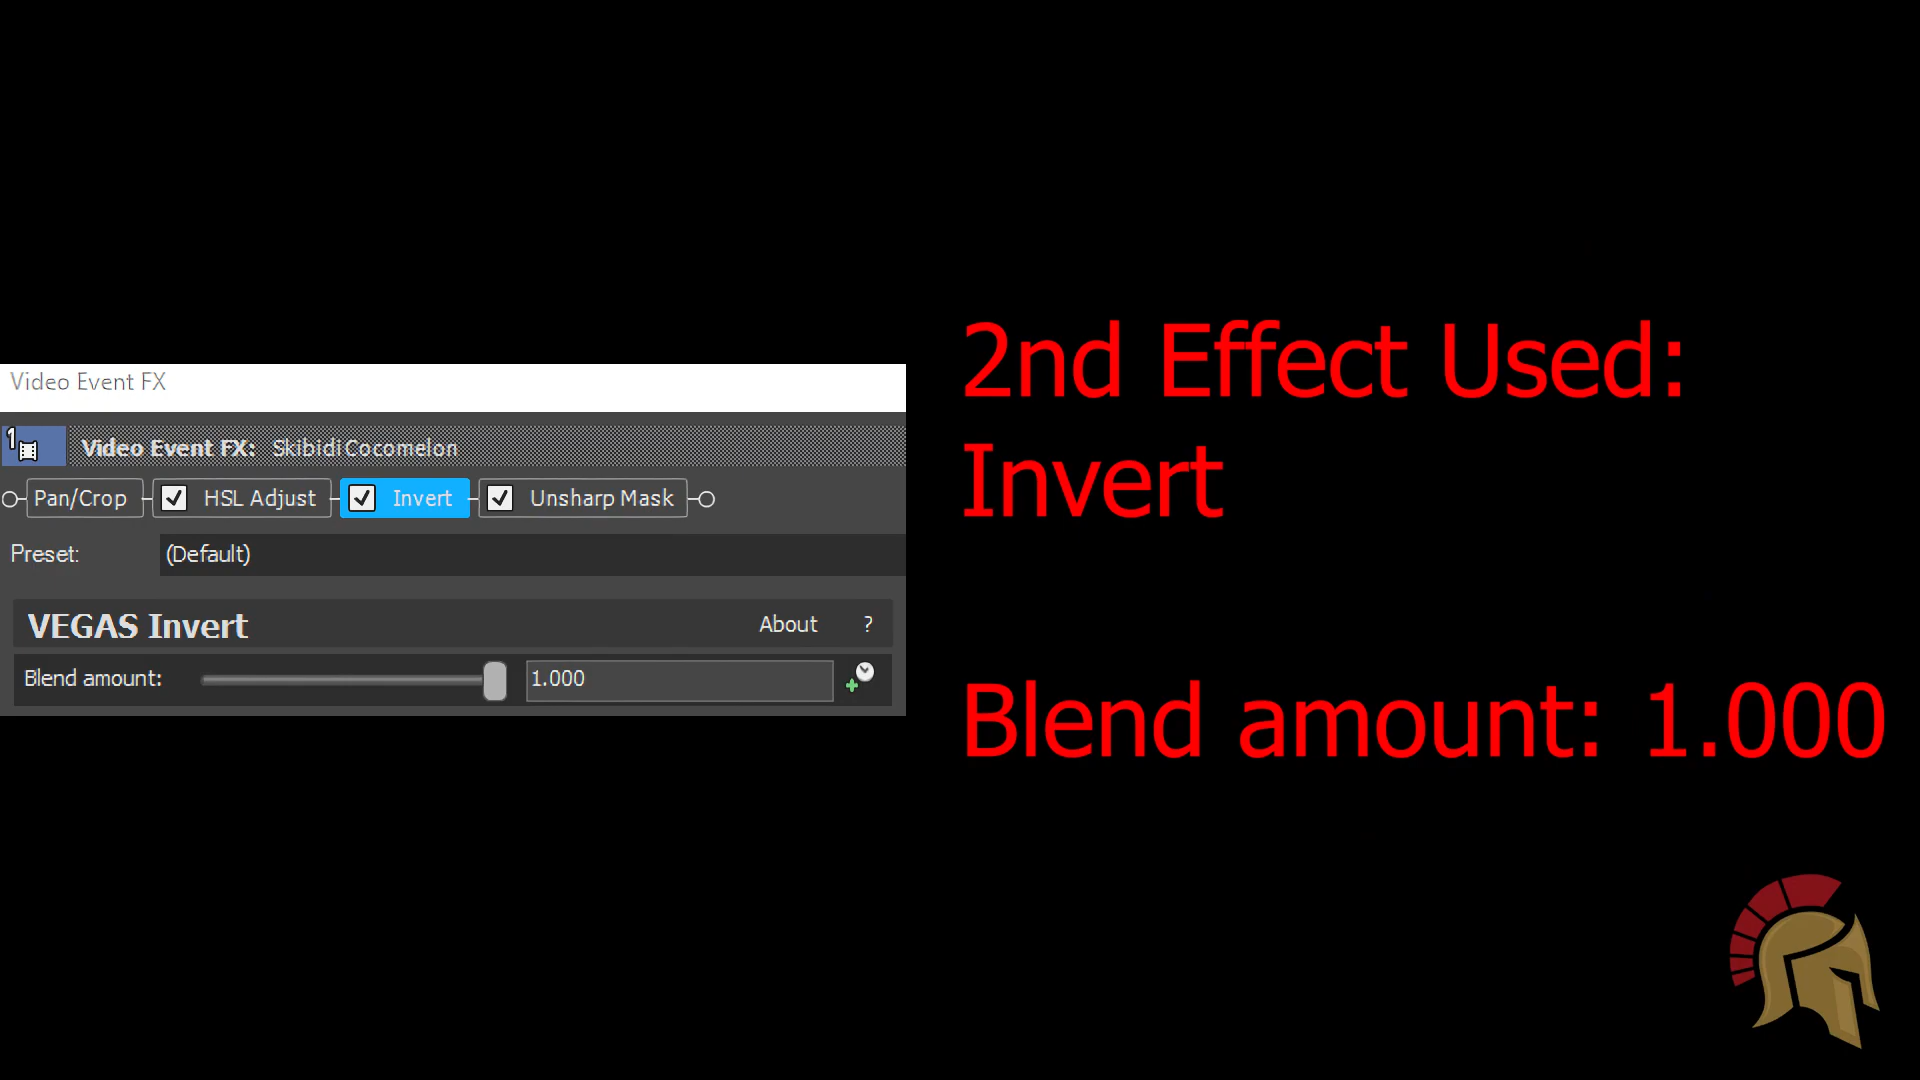 Video Event FX
1
Video Event FX: Skibidi Cocomelon
Pan/Crop HSL Adjust Invert Unsharp Mask
Preset: (Default)
VEGAS Invert About ?
Blend amount: 1.000
2nd Effect Used:
Invert
Blend amount: 1.000